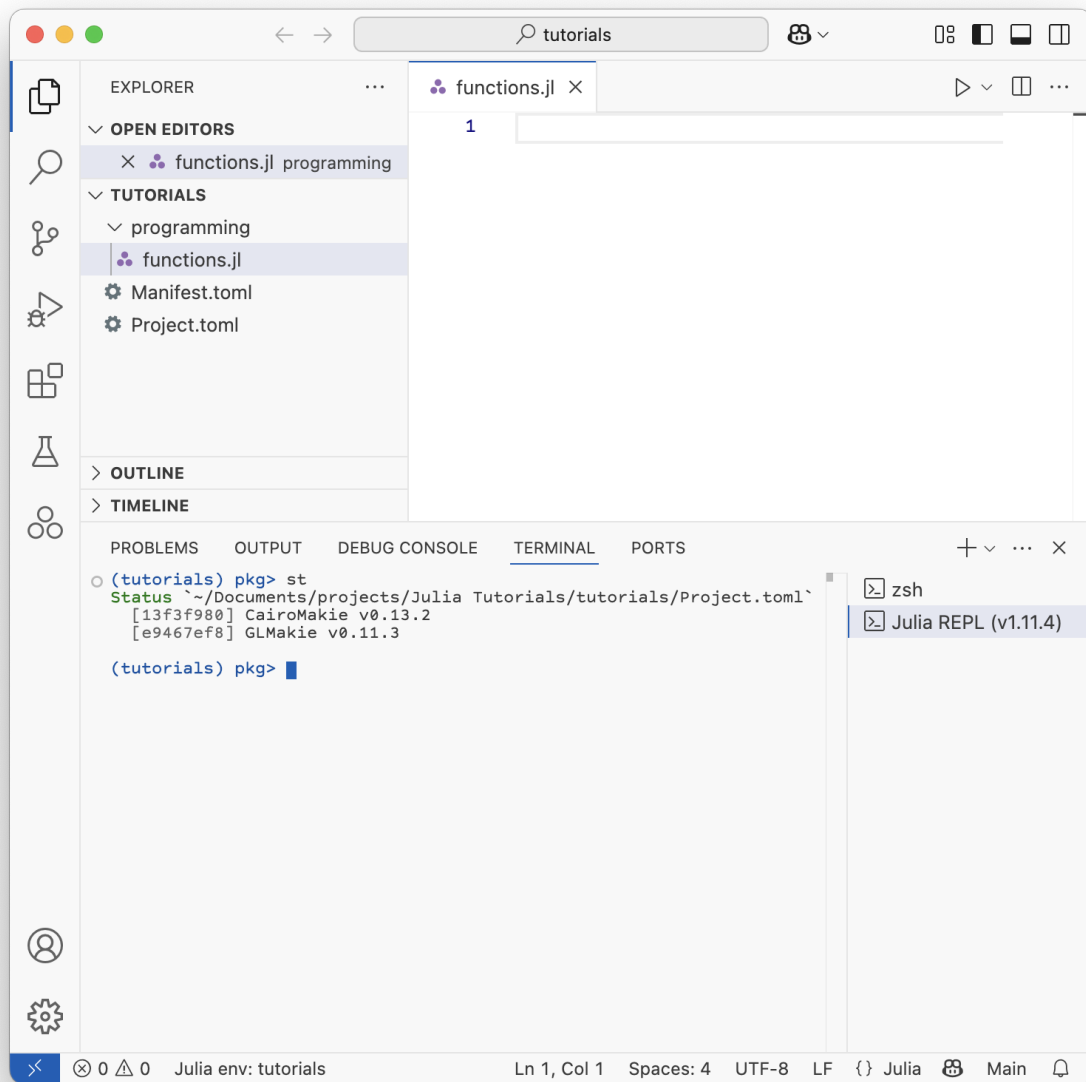 tutorials
EXPLORER
OPEN EDITORS
functions.jl programming
TUTORIALS
programming
functions.jl
Manifest.toml
Project.toml
OUTLINE
TIMELINE
functions.jl
1
PROBLEMS OUTPUT DEBUG CONSOLE TERMINAL PORTS
(tutorials) pkg> st
Status `~/Documents/projects/Julia Tutorials/tutorials/Project.toml`
[13f3f980] CairoMakie v0.13.2
[e9467ef8] GLMakie v0.11.3
(tutorials) pkg>
zsh
Julia REPL (v1.11.4)
0 0 Julia env: tutorials Ln 1, Col 1 Spaces: 4 UTF-8 LF {} Julia Main